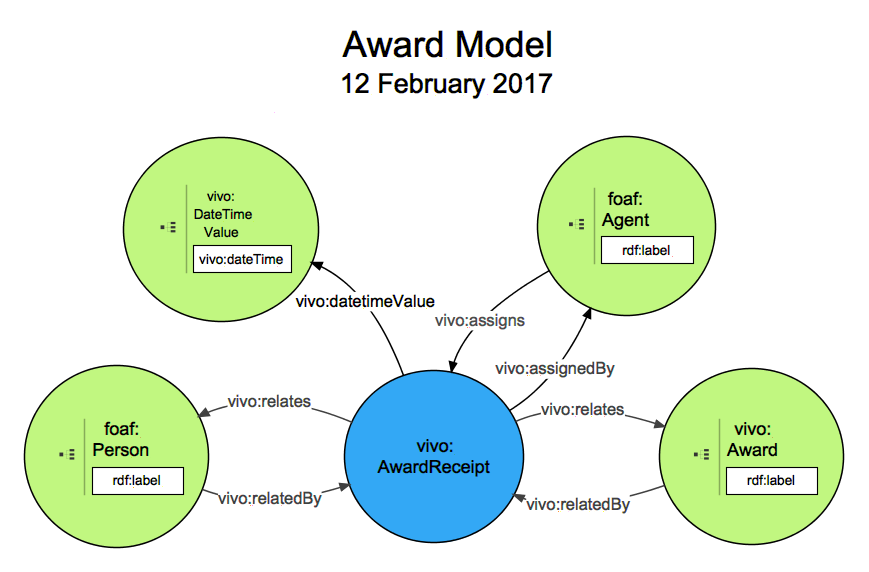 Award Model
12 February 2017
vivo:
DateTime
Value
vivo:dateTime
foaf:
Agent
rdf:label
vivo:datetimeValue
vivo:assigns
vivo:assignedBy
vivo:relates
vivo:relates
foaf:
Person
rdf:label
vivo:
AwardReceipt
vivo:
Award
rdf:label
vivo:relatedBy
vivo:relatedBy